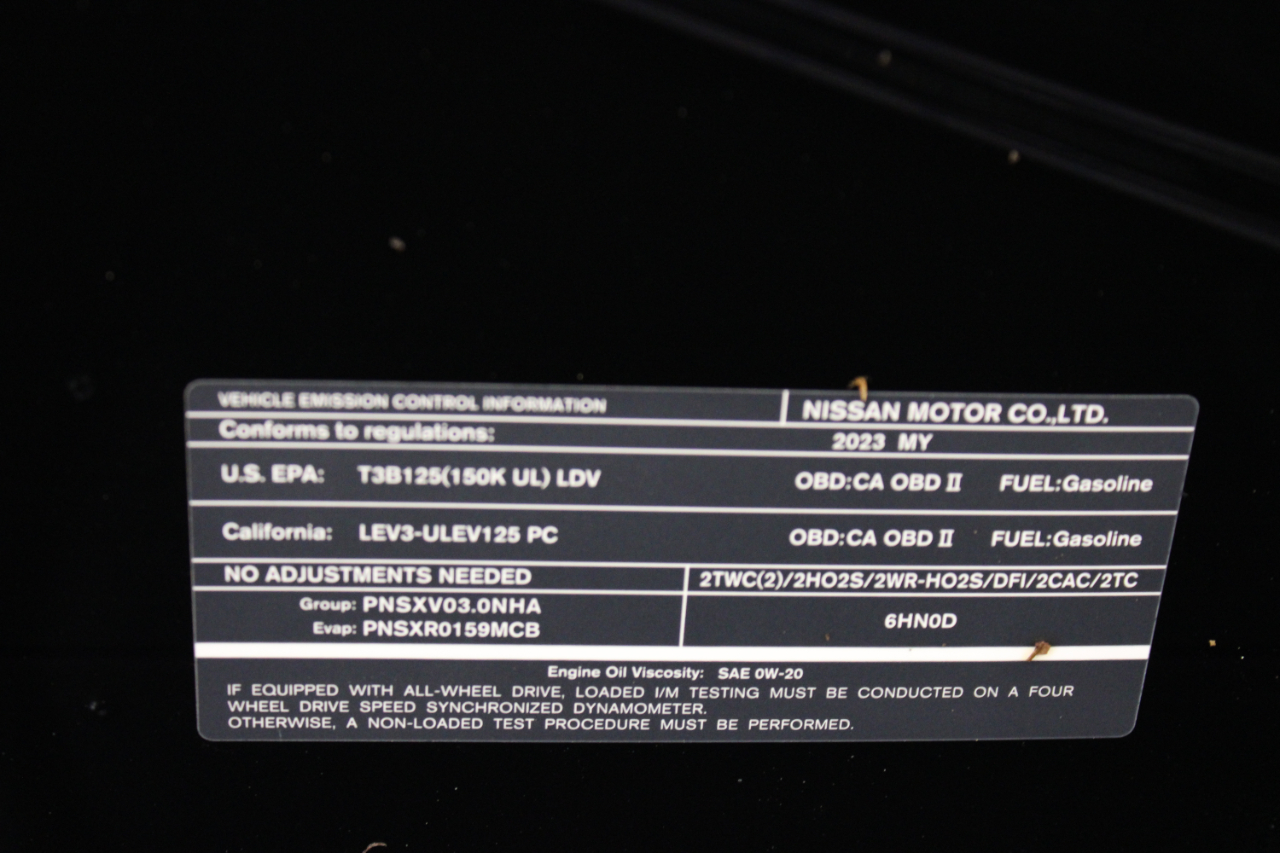 VEHICLE EMISSION CONTROL INFORMATION NISSAN MOTOR CO.,LTD.
Conforms to regulations: 2023 MY
U.S. EPA: T3B125(150K UL) LDV OBD:CA OBD II FUEL:Gasoline
California: LEV3-ULEV125 PC OBD:CA OBD II FUEL:Gasoline
NO ADJUSTMENTS NEEDED 2TWC(2)/2HO2S/2WR-HO2S/DFI/2CAC/2TC
Group: PNSXV03.0NHA
6HN0D
Evap: PNSXR0159MCB
Engine Oil Viscosity: SAE 0W-20
IF EQUIPPED WITH ALL-WHEEL DRIVE, LOADED I/M TESTING MUST BE CONDUCTED ON A FOUR
WHEEL DRIVE SPEED SYNCHRONIZED DYNAMOMETER.
OTHERWISE, A NON-LOADED TEST PROCEDURE MUST BE PERFORMED.